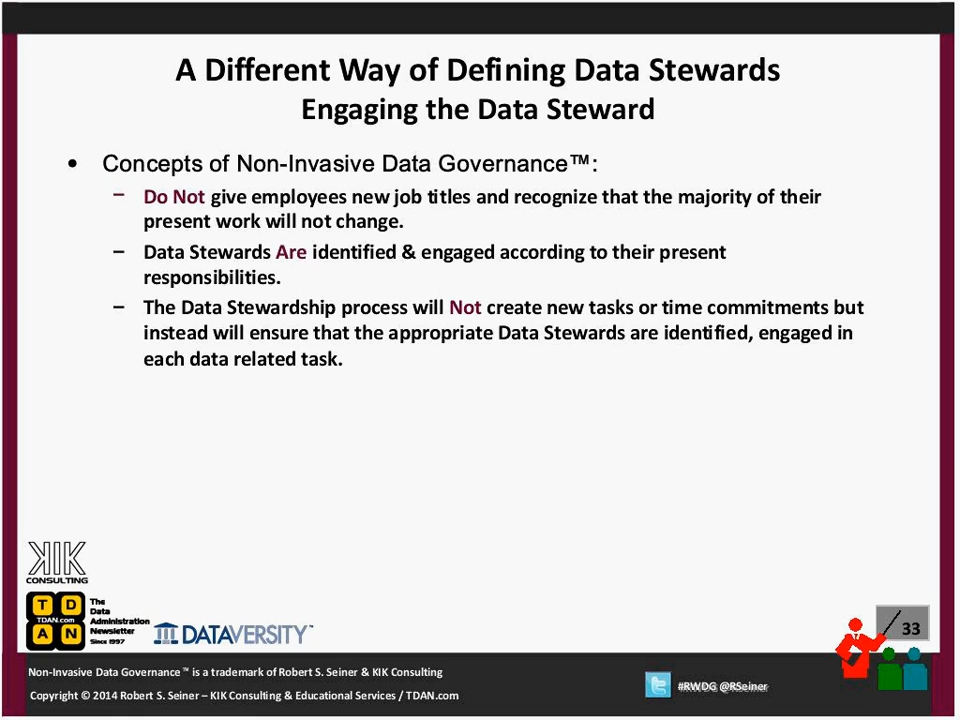 A Different Way of Defining Data Stewards
Engaging the Data Steward
• Concepts of Non-Invasive Data Governance™:
– Do Not give employees new job titles and recognize that the majority of their
present work will not change.
– Data Stewards Are identified & engaged according to their present
responsibilities.
– The Data Stewardship process will Not create new tasks or time commitments but
instead will ensure that the appropriate Data Stewards are identified, engaged in
each data related task.
KIK
CONSULTING
T D
TDAN.com
A N
The
Data
Administration
Newsletter
Since 1997
DATAVERSITY™
33
Non-Invasive Data Governance ™ is a trademark of Robert S. Seiner & KIK Consulting
Copyright © 2014 Robert S. Seiner – KIK Consulting & Educational Services / TDAN.com
#RWDG @RSeiner